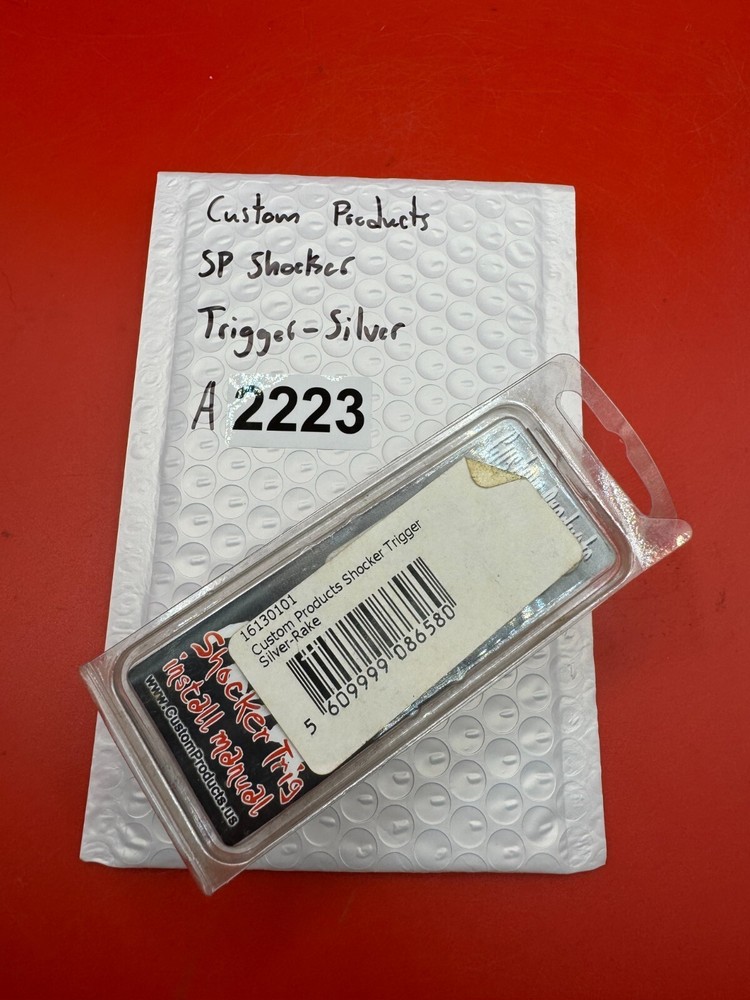 Custom Products
SP Shocker
Trigger-Silver
A 2223
16130101
Custom Products Shocker Trigger
Silver-Rake
5 609999 086580
Shocker Trig
install manual
www.CustomProducts.us